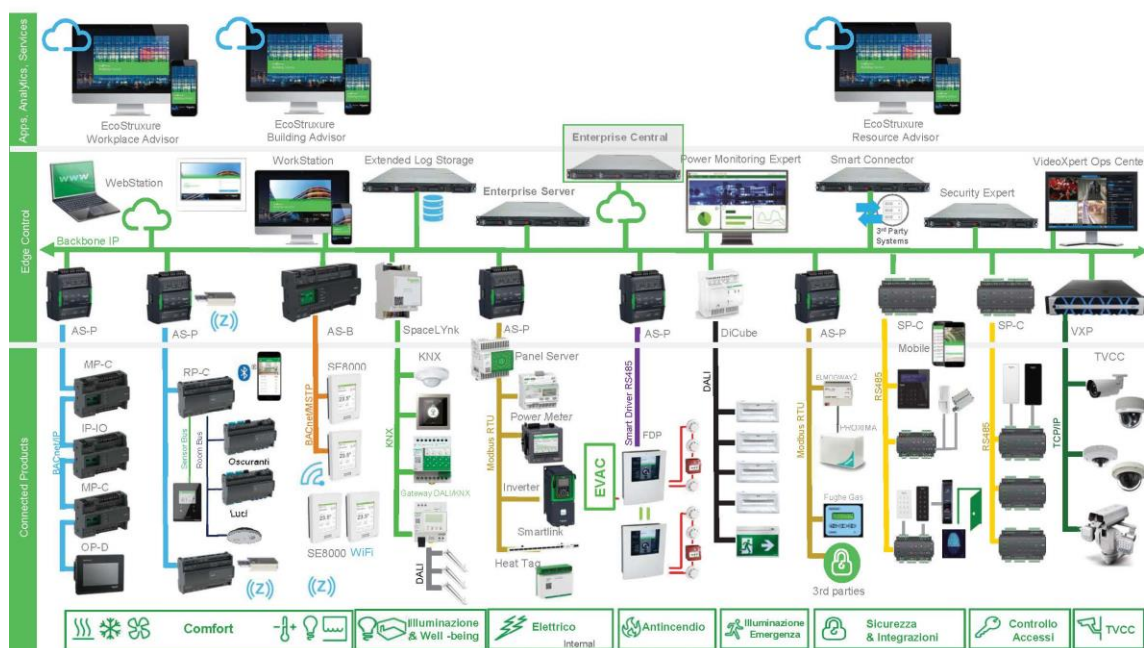 Apps, Analytics, Services
EcoStruxure
Workplace Advisor
EcoStruxure
Building Advisor
EcoStruxure
Resource Advisor
Edge Control
WWW
WebStation
WorkStation
Extended Log Storage
Enterprise Server
Enterprise Central
Power Monitoring Expert
Smart Connector
3rd Party
Systems
Security Expert
VideoXpert Ops Center
Backbone IP
AS-P
AS-P
AS-B
SpaceLYnk
AS-P
AS-P
DiCube
AS-P
SP-C
SP-C
VXP
Connected Products
MP-C
IP-IO
MP-C
OP-D
BACnet/IP
RP-C
Sensor Bus
Room Bus
Oscuranti
Luci
(Z)
(Z)
BACnet/MSTP
SE8000
SE8000 WiFi
(Z)
KNX
KNX
Gateway DALI/KNX
DALI
Modbus RTU
Panel Server
Power Meter
Inverter
Smartlink
Heat Tag
EVAC
Smart Driver RS485
FDP
DALI
Modbus RTU
ELMODWAY2
Fughe Gas
3rd parties
RS485
Mobile
RS485
TCP/IP
TVCC
Comfort
Illuminazione
& Well -being
Elettrico
Internal
Antincendio
Illuminazione
Emergenza
Sicurezza
& Integrazioni
Controllo
Accessi
TVCC